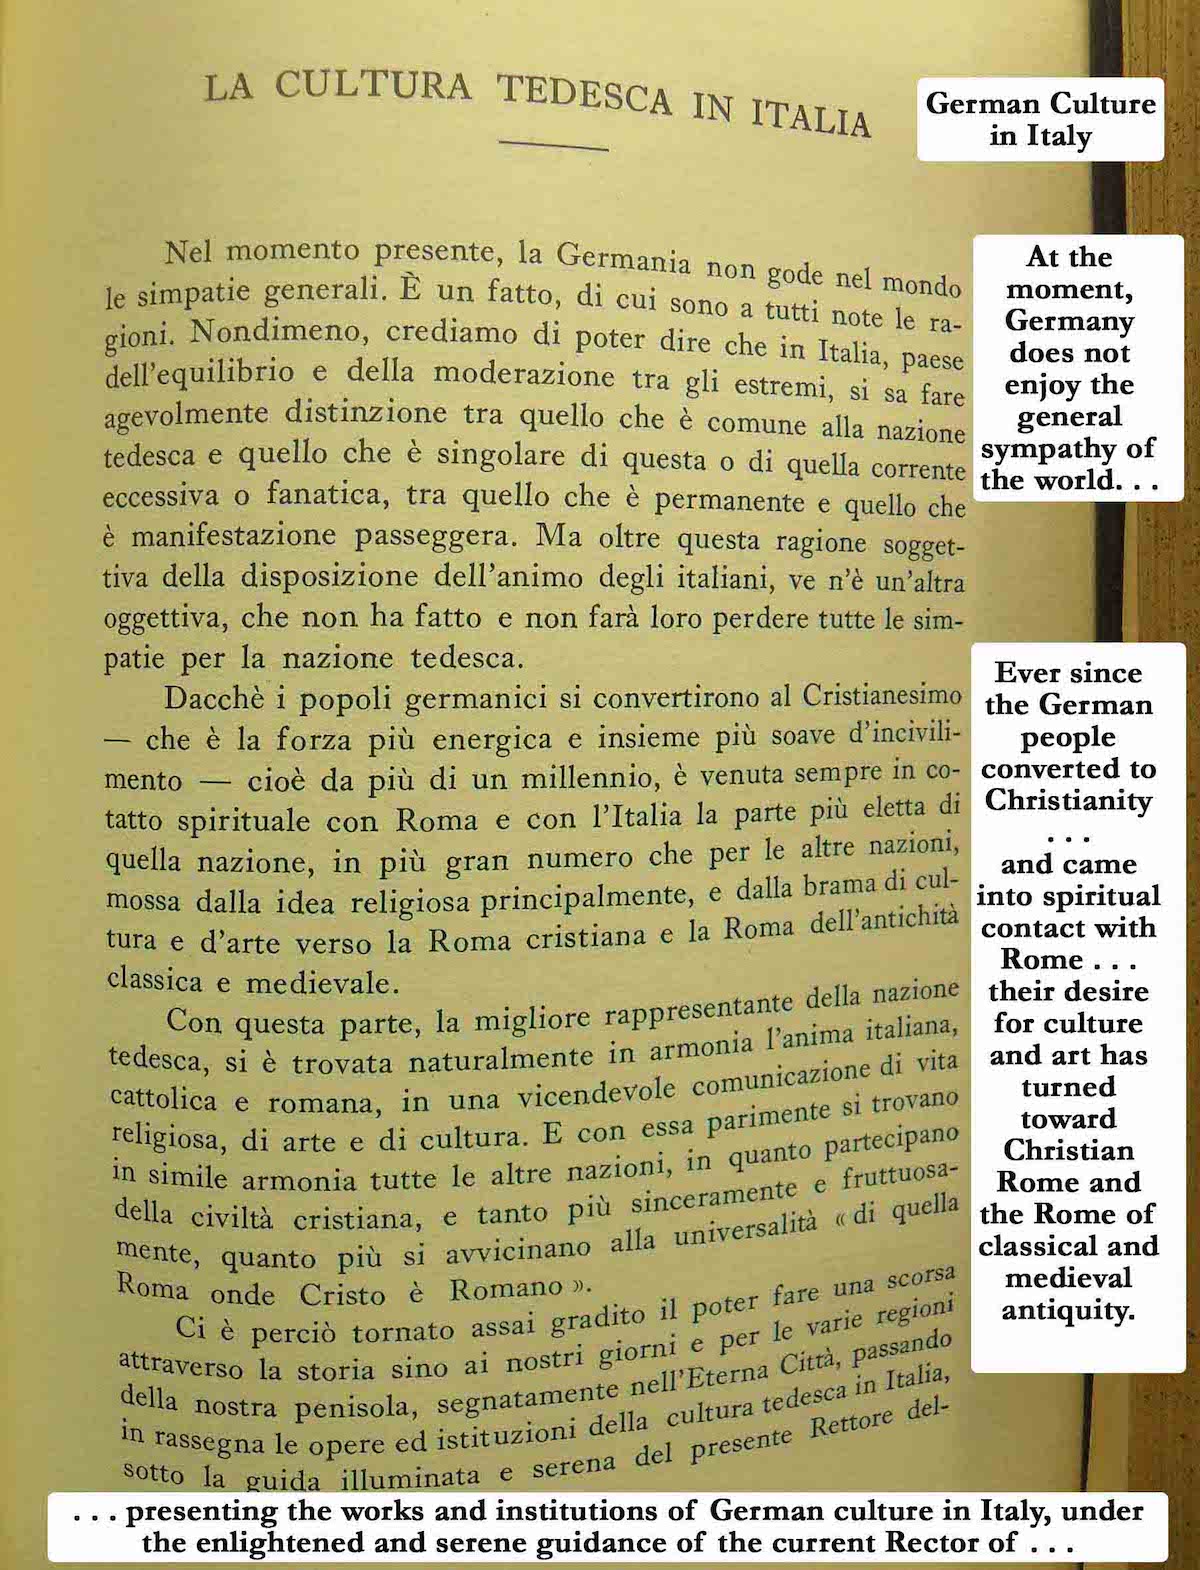 LA CULTURA TEDESCA IN ITALIA
German Culture
in Italy
Nel momento presente, la Germania non gode nel mondo
le simpatie generali. È un fatto, di cui sono a tutti note le ra-
gioni. Nondimeno, crediamo di poter dire che in Italia, paese
dell'equilibrio e della moderazione tra gli estremi, si sa fare
agevolmente distinzione tra quello che è comune alla nazione
tedesca e quello che è singolare di questa o di quella corrente
eccessiva o fanatica, tra quello che è permanente e quello che
è manifestazione passeggera. Ma oltre questa ragione sogget-
tiva della disposizione dell'animo degli italiani, ve n'è un'altra
oggettiva, che non ha fatto e non farà loro perdere tutte le sim-
patie per la nazione tedesca.
At the
moment,
Germany
does not
enjoy the
general
sympathy of
the world. . .
Dacchè i popoli germanici si convertirono al Cristianesimo
— che è la forza più energica e insieme più soave d'incivili-
mento — cioè da più di un millennio, è venuta sempre in co-
tatto spirituale con Roma e con l'Italia la parte più eletta di
quella nazione, in più gran numero che per le altre nazioni,
mossa dalla idea religiosa principalmente, e dalla brama di cul-
tura e d'arte verso la Roma cristiana e la Roma dell'antichità
classica e medievale.
Con questa parte, la migliore rappresentante della nazione
tedesca, si è trovata naturalmente in armonia l'anima italiana,
cattolica e romana, in una vicendevole comunicazione di vita
religiosa, di arte e di cultura. E con essa parimente si trovano
in simile armonia tutte le altre nazioni, in quanto partecipano
della civiltà cristiana, e tanto più sinceramente e fruttuosa-
mente, quanto più si avvicinano alla universalità « di quella
Roma onde Cristo è Romano ».
Ci è perciò tornato assai gradito il poter fare una scorsa
attraverso la storia sino ai nostri giorni e per le varie regioni
della nostra penisola, segnatamente nell'Eterna Città, passando
in rassegna le opere ed istituzioni della cultura tedesca in Italia,
sotto la guida illuminata e serena del presente Rettore del-
Ever since
the German
people
converted to
Christianity
. . .
and came
into spiritual
contact with
Rome . . .
their desire
for culture
and art has
turned
toward
Christian
Rome and
the Rome of
classical and
medieval
antiquity.
. . . presenting the works and institutions of German culture in Italy, under
the enlightened and serene guidance of the current Rector of . . .